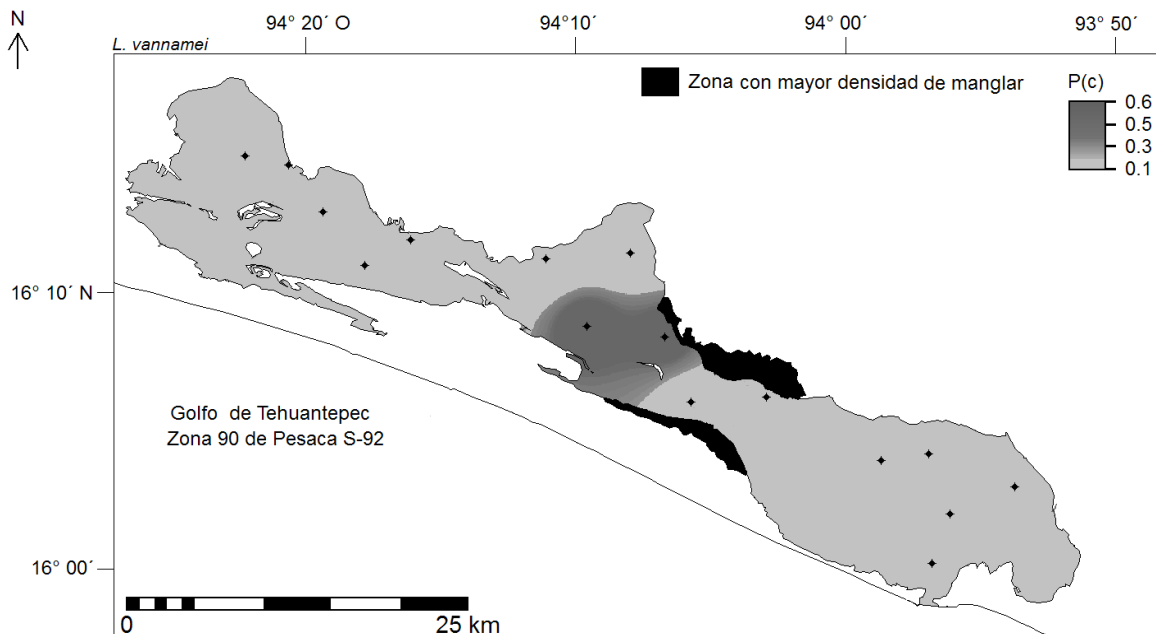 N
94° 20´ O
94°10´
94° 00´
93° 50´
L. vannamei
Zona con mayor densidad de manglar
P(c)
0.6
0.5
0.3
0.1
16° 10´ N
Golfo de Tehuantepec
Zona 90 de Pesaca S-92
16° 00´
0
25 km